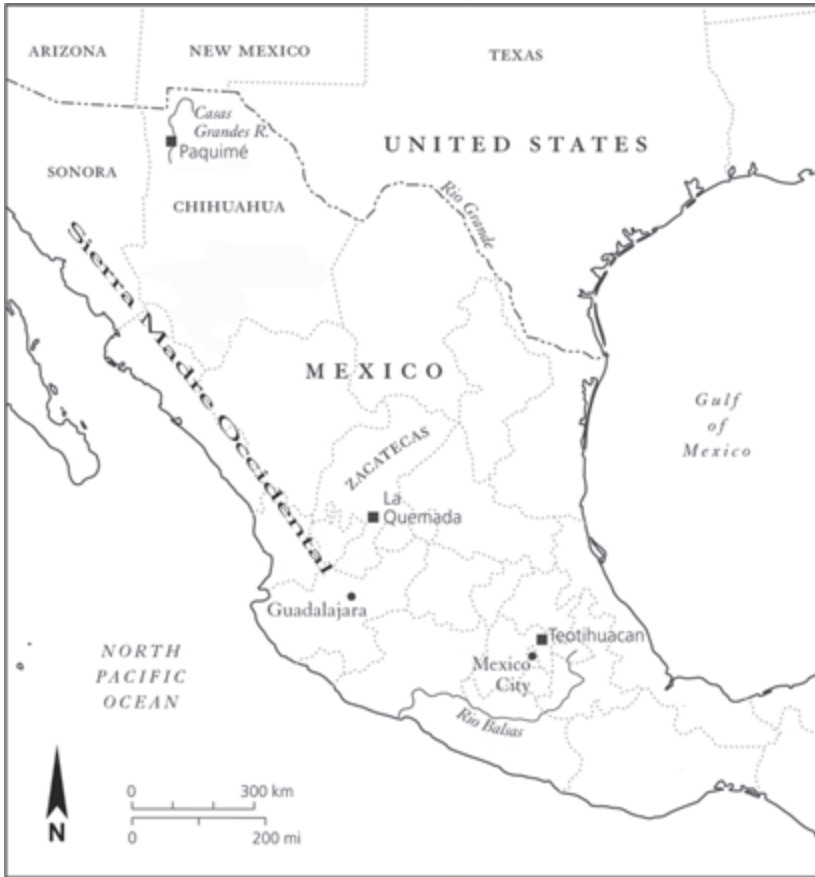 ARIZONA
NEW MEXICO
TEXAS
Casas
Grandes R.
Paquimé
UNITED STATES
SONORA
CHIHUAHUA
Rio Grande
Sierra Madre Occidental
MEXICO
Gulf
of
Mexico
ZACATECAS
La
Quemada
Guadalajara
Teotihuacan
Mexico
City
NORTH
PACIFIC
OCEAN
Rio Balsas
0 300 km
0 200 mi
N